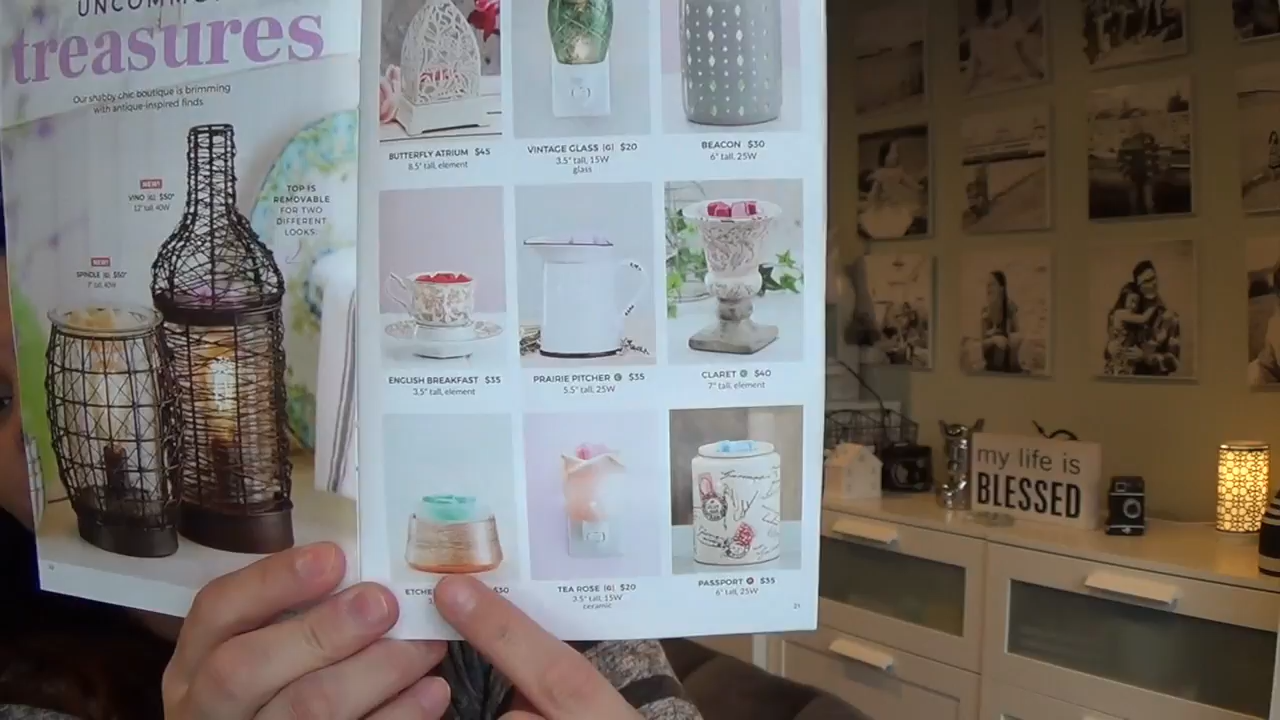 treasures
Our shabby chic boutique is brimming
with antique-inspired finds
NEW!
VINO (G) $50*
12" tall, 40W
TOP IS
REMOVABLE
FOR TWO
DIFFERENT
LOOKS.
NEW!
SPINDLE (G) $50*
7" tall, 40W
BUTTERFLY ATRIUM $45
8.5" tall, element
VINTAGE GLASS (G) $20
3.5" tall, 15W
glass
BEACON $30
6" tall, 25W
ENGLISH BREAKFAST $35
3.5" tall, element
PRAIRIE PITCHER © $35
5.5" tall, 25W
CLARET © $40
7" tall, element
$30
TEA ROSE (G) $20
3.5" tall, 15W
ceramic
PASSPORT $35
6" tall, 25W
21
my life is
BLESSED